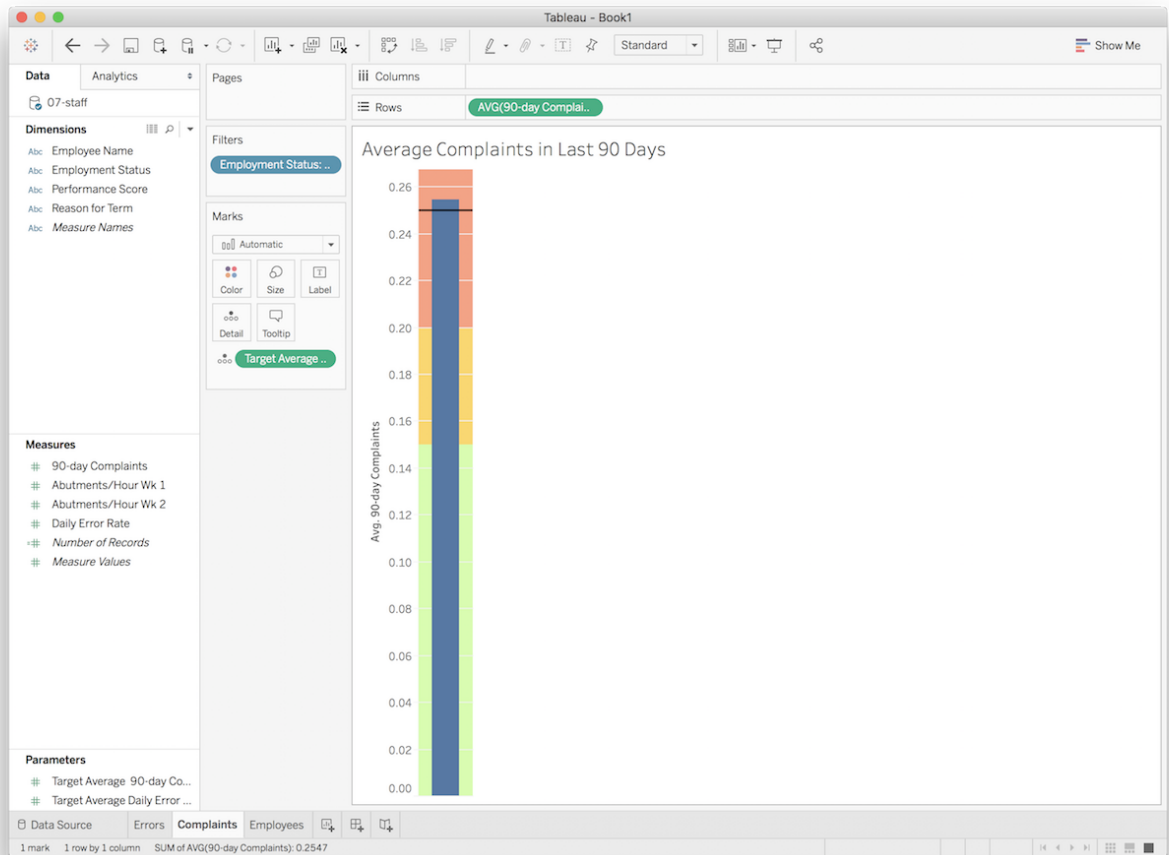 Tableau - Book1
Standard
Show Me
Data
Analytics
Pages
Columns
07-staff
Rows
AVG(90-day Complai..
Dimensions
Filters
Abc Employee Name
Employment Status: ..
Abc Employment Status
Abc Performance Score
Abc Reason for Term
Abc Measure Names
Marks
Automatic
Color Size Label
Detail Tooltip
Target Average ..
Average Complaints in Last 90 Days
0.26
0.24
0.22
0.20
0.18
0.16
0.14
0.12
0.10
0.08
0.06
0.04
0.02
0.00
Avg. 90-day Complaints
Measures
# 90-day Complaints
# Abutments/Hour Wk 1
# Abutments/Hour Wk 2
# Daily Error Rate
=# Number of Records
# Measure Values
Parameters
# Target Average 90-day Co...
# Target Average Daily Error ...
Data Source Errors Complaints Employees
1 mark 1 row by 1 column SUM of AVG(90-day Complaints): 0.2547